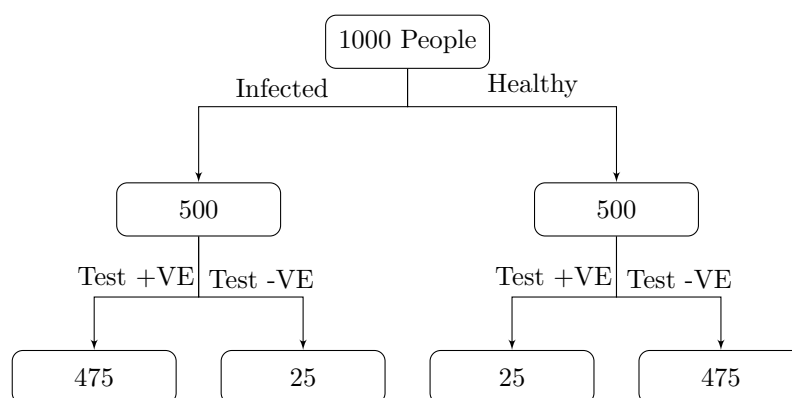 1000 People
Infected
Healthy
500
500
Test +VE
Test -VE
Test +VE
Test -VE
475
25
25
475